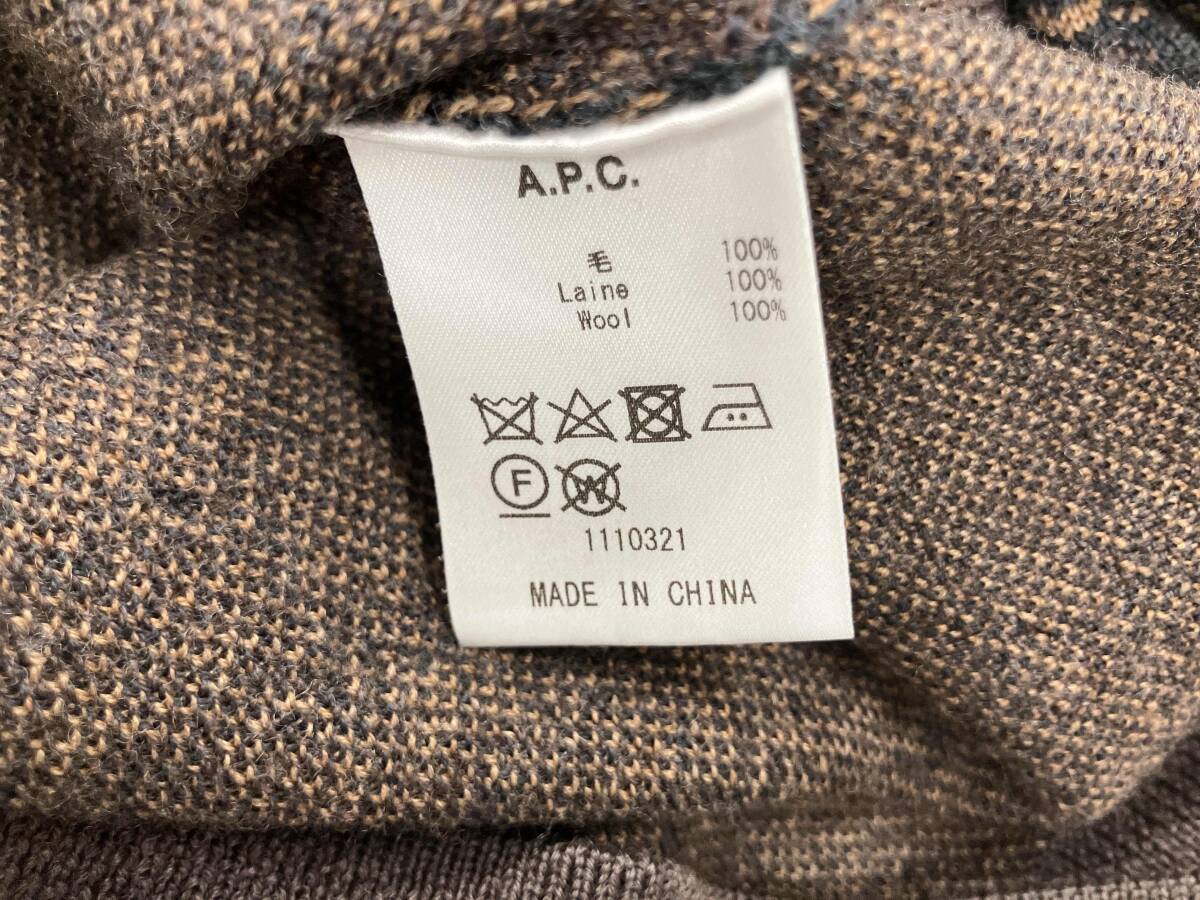 A.P.C.
毛 100%
Laine 100%
Wool 100%
F
W
1110321
MADE IN CHINA